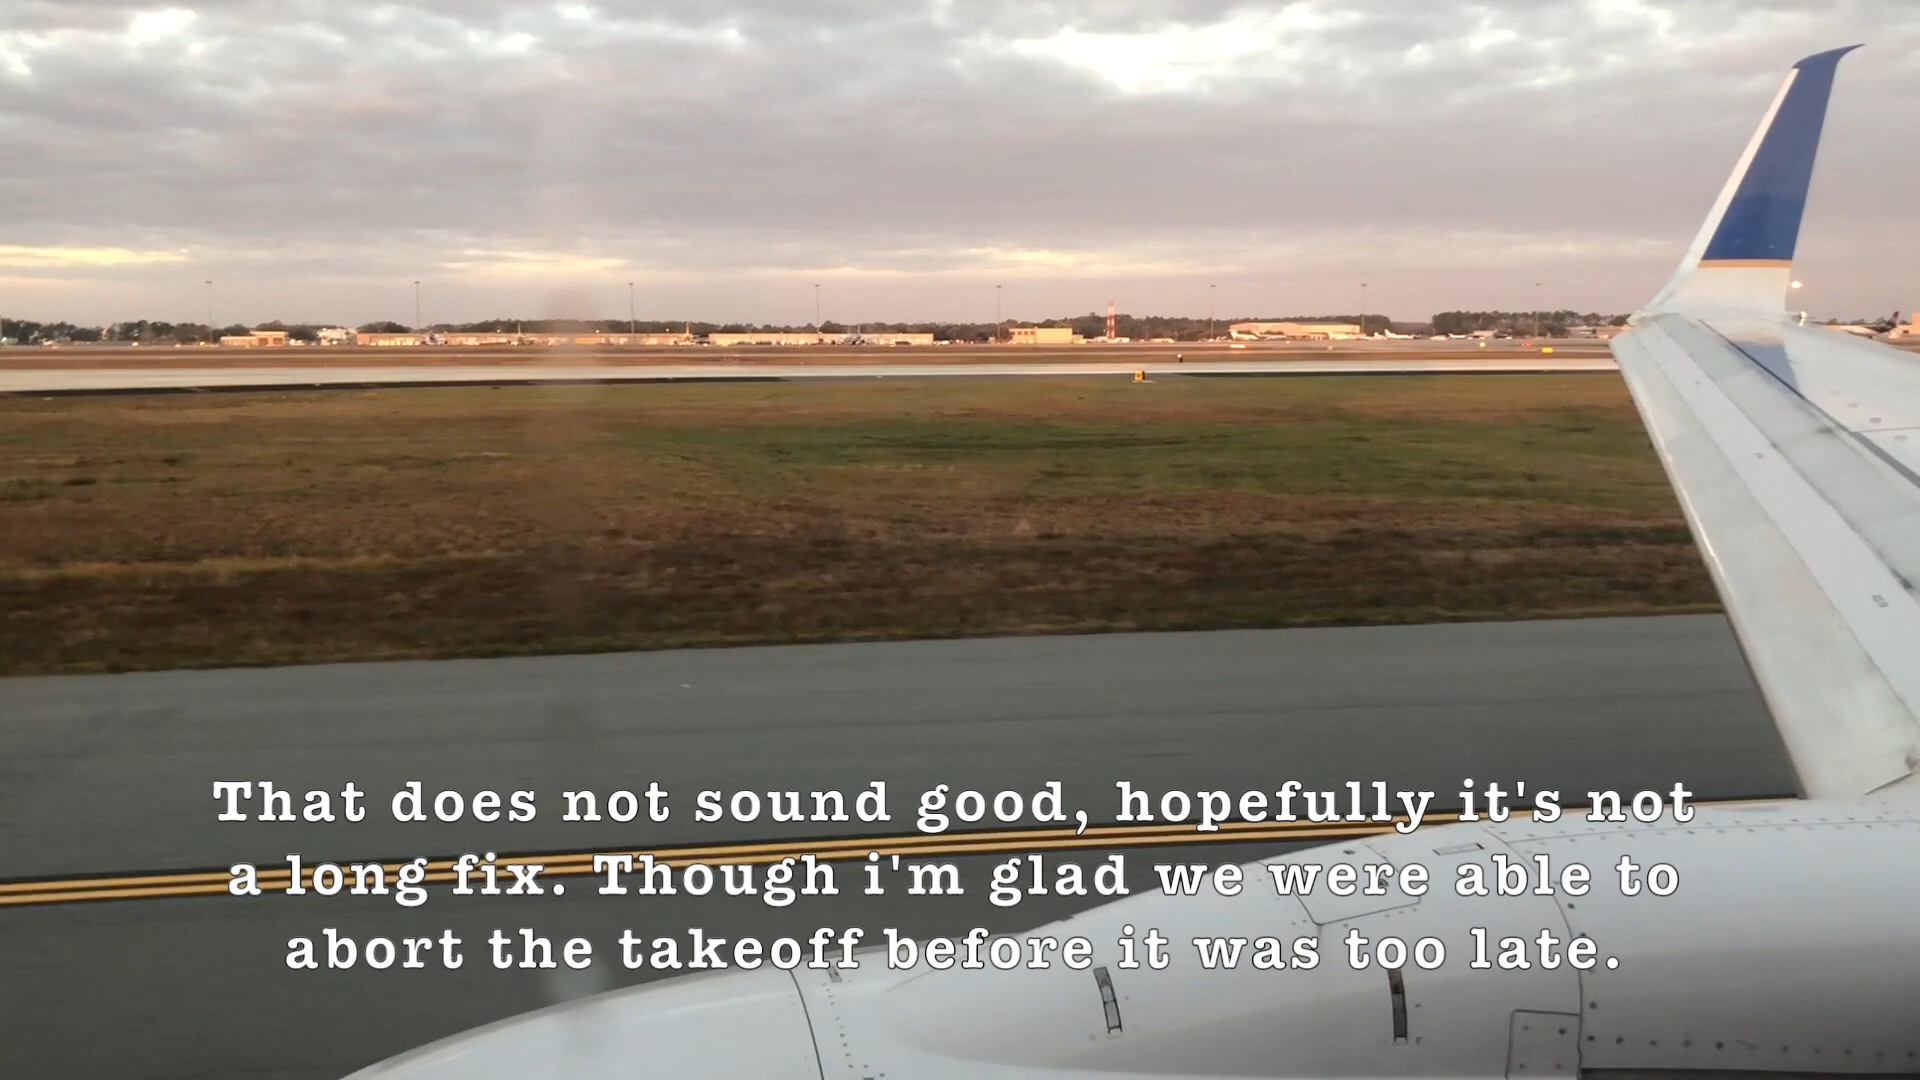 That does not sound good, hopefully it's not
a long fix. Though i'm glad we were able to
abort the takeoff before it was too late.